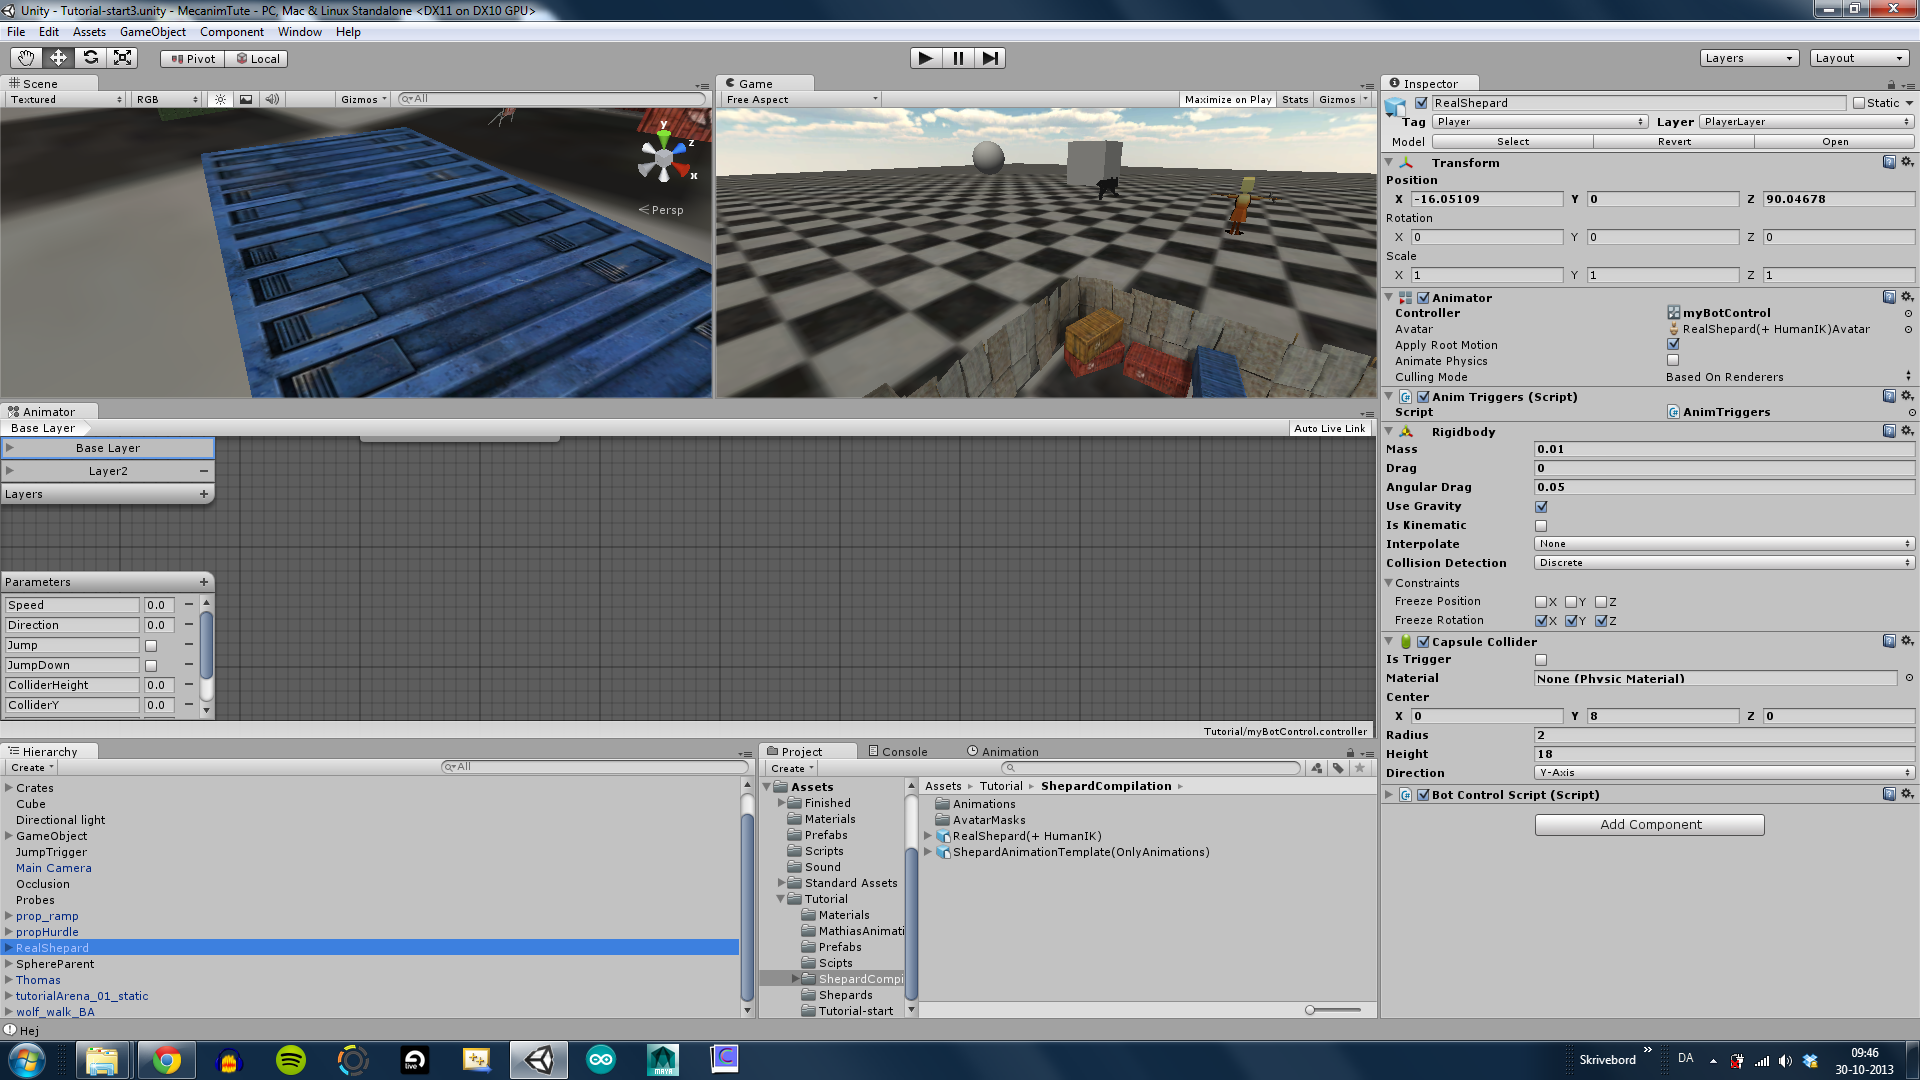 Unity - Tutorial-start3.unity - MecanimTute - PC, Mac & Linux Standalone <DX11 on DX10 GPU>
File Edit Assets GameObject Component Window Help
Pivot Local Layers Layout
Scene
Textured RGB Gizmos All
y z x
Persp
Game
Free Aspect Maximize on Play Stats Gizmos
Animator
Base Layer Auto Live Link
Base Layer
Layer2
Layers
Parameters
Speed 0.0
Direction 0.0
Jump
JumpDown
ColliderHeight 0.0
ColliderY 0.0
Tutorial/myBotControl.controller
Hierarchy
Create All
Crates
Cube
Directional light
GameObject
JumpTrigger
Main Camera
Occlusion
Probes
prop_ramp
propHurdle
RealShepard
SphereParent
Thomas
tutorialArena_01_static
wolf_walk_BA
Project Console Animation
Create
Assets
Finished
Materials
Prefabs
Scripts
Sound
Standard Assets
Tutorial
Materials
MathiasAnimati
Prefabs
Scipts
ShepardCompi
Shepards
Tutorial-start
Assets Tutorial ShepardCompilation
Animations
AvatarMasks
RealShepard(+ HumanIK)
ShepardAnimationTemplate(OnlyAnimations)
Inspector
RealShepard Static
Tag Player Layer PlayerLayer
Model Select Revert Open
Transform
Position
X -16.05109 Y 0 Z 90.04678
Rotation
X 0 Y 0 Z 0
Scale
X 1 Y 1 Z 1
Animator
Controller myBotControl
Avatar RealShepard(+ HumanIK)Avatar
Apply Root Motion
Animate Physics
Culling Mode Based On Renderers
Anim Triggers (Script)
Script AnimTriggers
Rigidbody
Mass 0.01
Drag 0
Angular Drag 0.05
Use Gravity
Is Kinematic
Interpolate None
Collision Detection Discrete
Constraints
Freeze Position X Y Z
Freeze Rotation X Y Z
Capsule Collider
Is Trigger
Material None (Physic Material)
Center
X 0 Y 8 Z 0
Radius 2
Height 18
Direction Y-Axis
Bot Control Script (Script)
Add Component
Hej
live
MAYA
C
Skrivebord » DA 09:46
30-10-2013